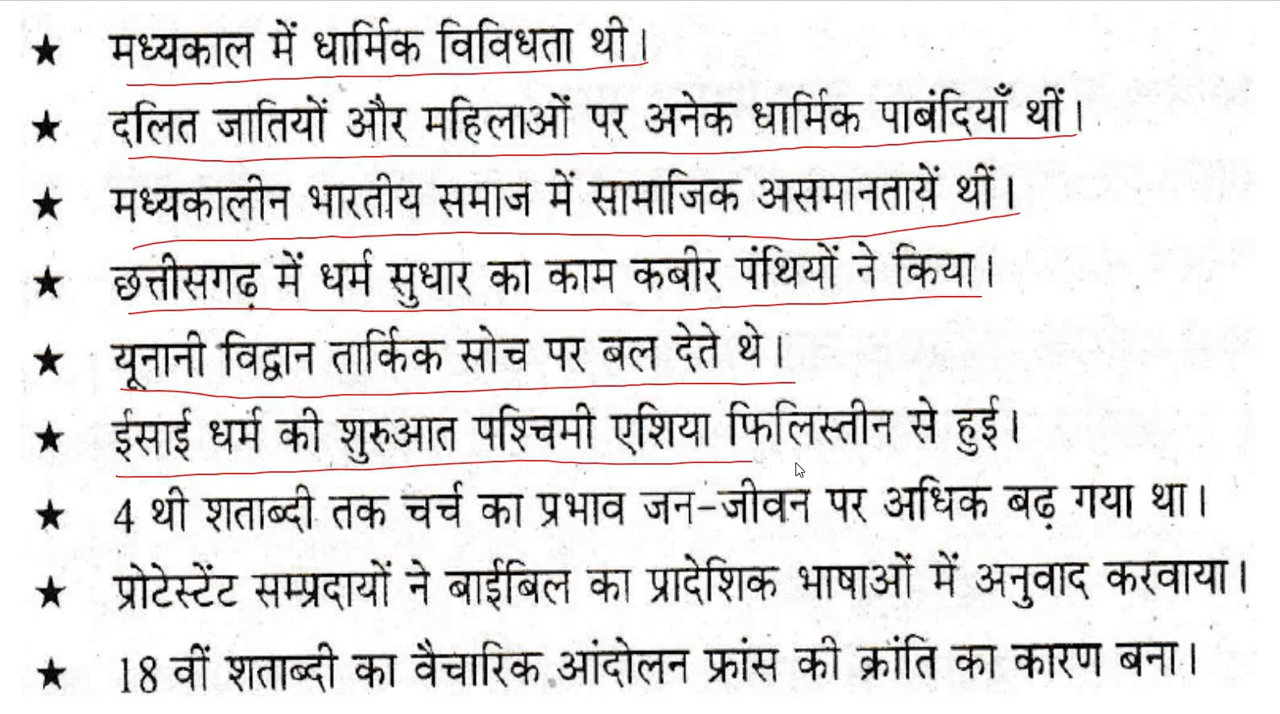 ★ मध्यकाल में धार्मिक विविधता थी।
★ दलित जातियों और महिलाओं पर अनेक धार्मिक पाबंदियाँ थीं।
★ मध्यकालीन भारतीय समाज में सामाजिक असमानतायें थीं।
★ छत्तीसगढ़ में धर्म सुधार का काम कबीर पंथियों ने किया।
★ यूनानी विद्वान तार्किक सोच पर बल देते थे।
★ ईसाई धर्म की शुरुआत पश्चिमी एशिया फिलिस्तीन से हुई।
★ 4 थी शताब्दी तक चर्च का प्रभाव जन-जीवन पर अधिक बढ़ गया था।
★ प्रोटेस्टेंट सम्प्रदायों ने बाईबिल का प्रादेशिक भाषाओं में अनुवाद करवाया।
★ 18 वीं शताब्दी का वैचारिक आंदोलन फ्रांस की क्रांति का कारण बना।